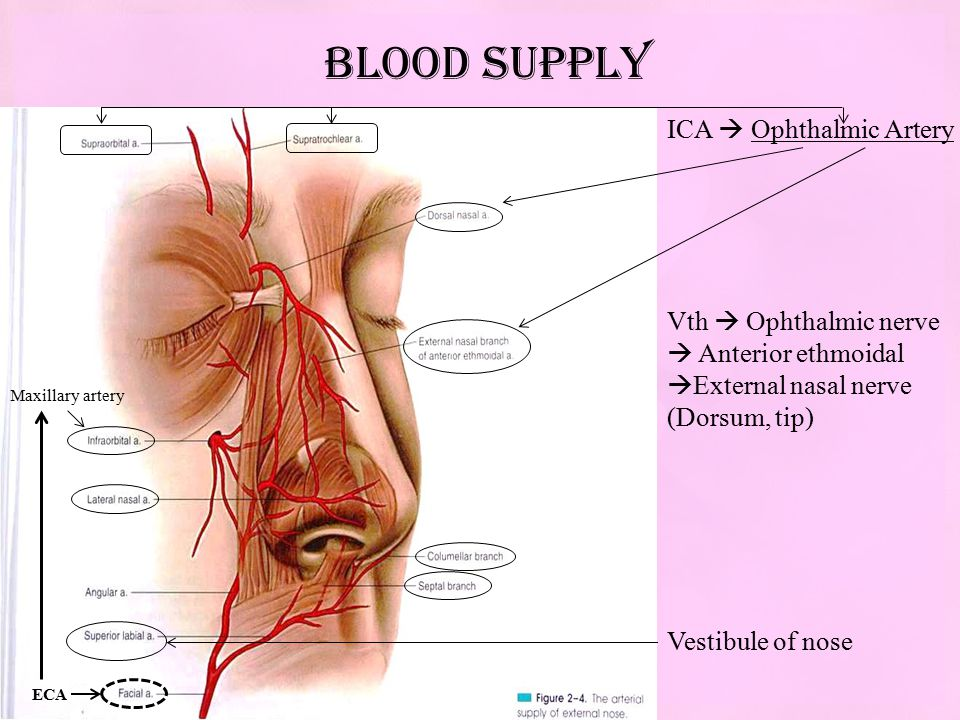 BLOOD SUPPLY
ICA → Ophthalmic Artery
Supraorbital a.
Supratrochlear a.
Dorsal nasal a.
Vth → Ophthalmic nerve
→ Anterior ethmoidal
→External nasal nerve
(Dorsum, tip)
External nasal branch
of anterior ethmoidal a.
Maxillary artery
Infraorbital a.
Lateral nasal a.
Columellar branch
Septal branch
Angular a.
Superior labial a.
Vestibule of nose
ECA
Facial a.
Figure 2-4. The arterial
supply of external nose.